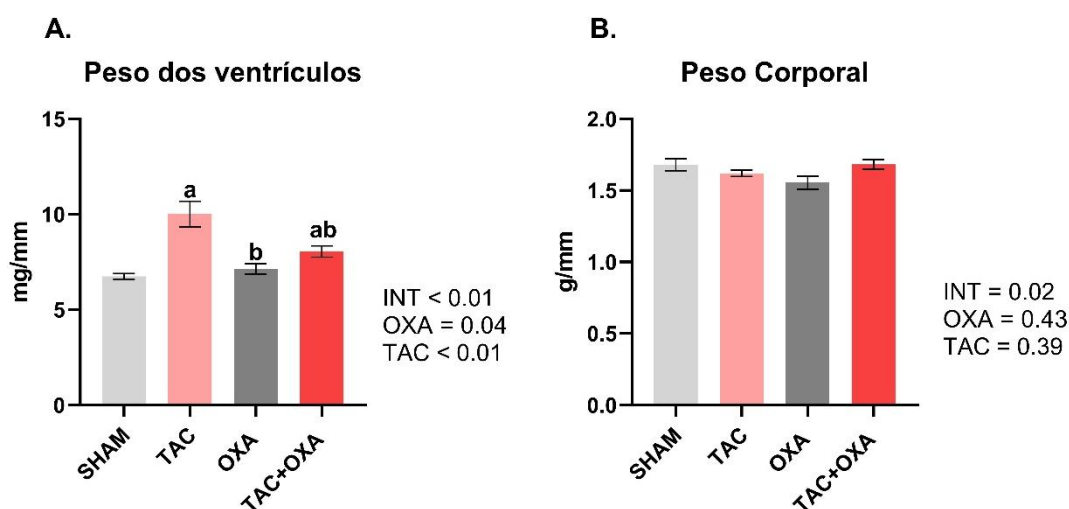 A.
Peso dos ventrículos
mg/mm
15
10
5
0
a
b
ab
SHAM
TAC
OXA
TAC+OXA
INT < 0.01
OXA = 0.04
TAC < 0.01
B.
Peso Corporal
g/mm
2.0
1.5
1.0
0.5
0.0
SHAM
TAC
OXA
TAC+OXA
INT = 0.02
OXA = 0.43
TAC = 0.39